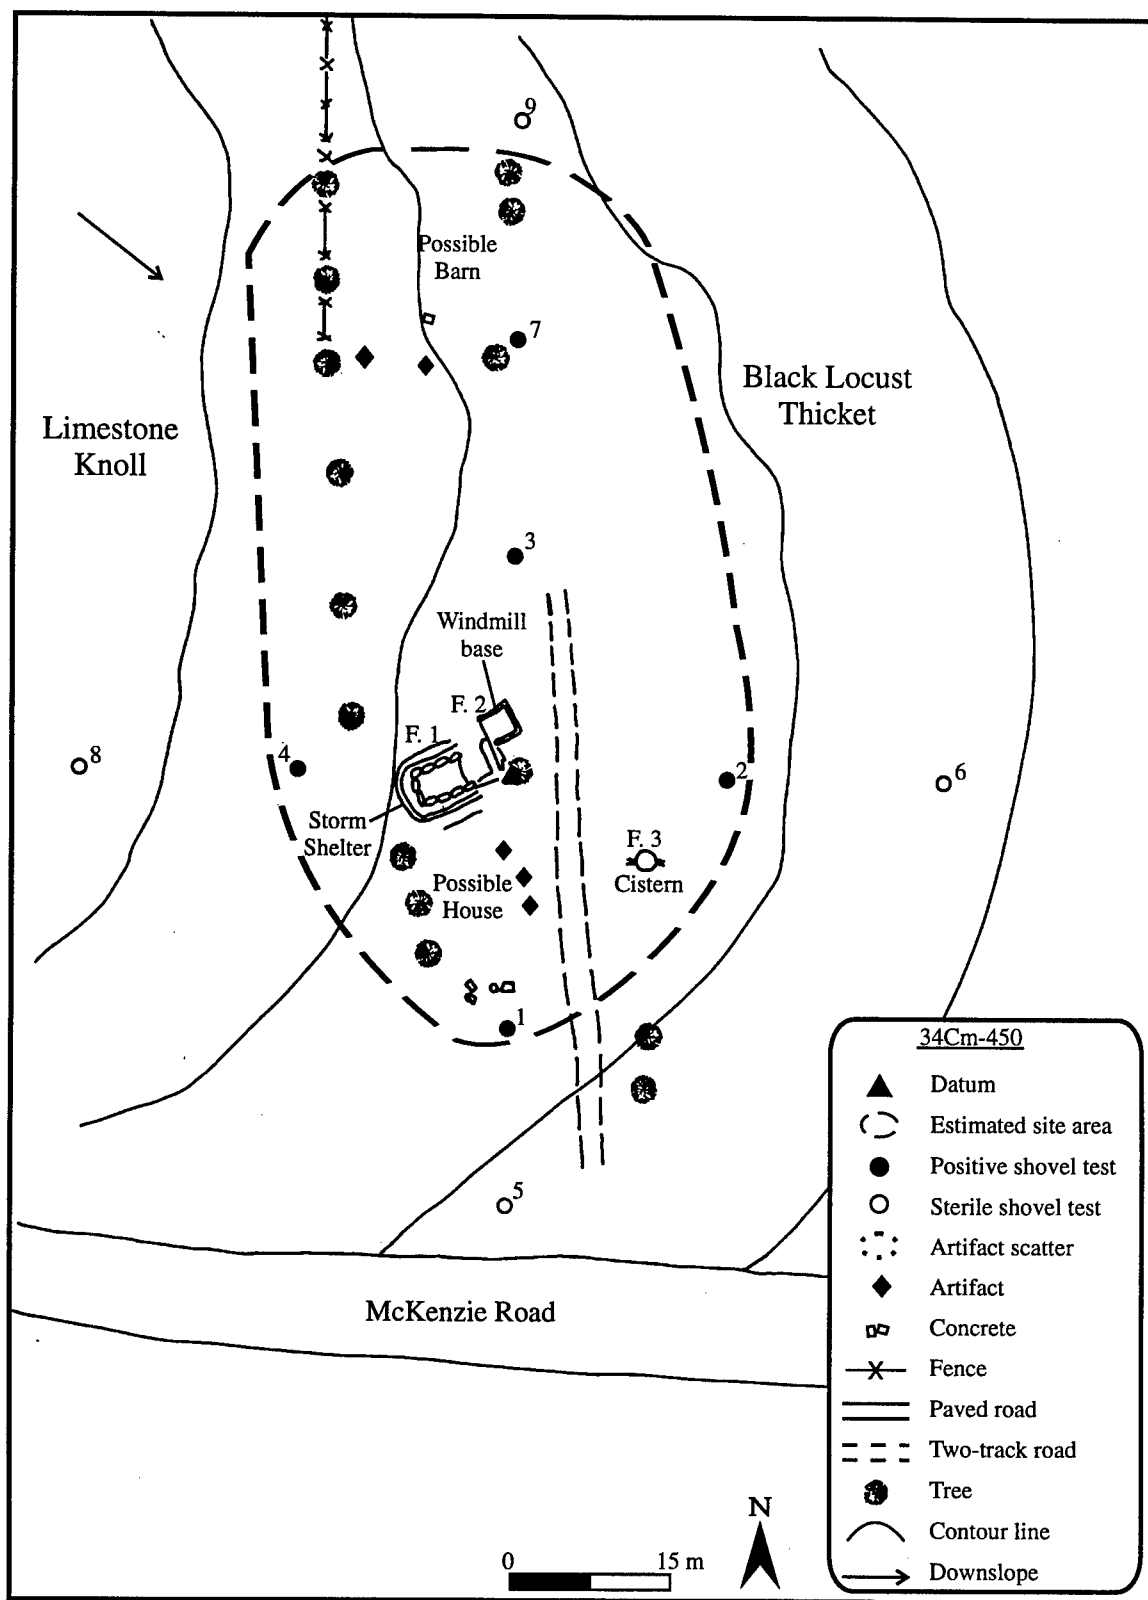 9
Possible
Barn
7
Black Locust
Thicket
Limestone
Knoll
3
Windmill
base
F. 2
F. 1
4
8
2
6
Storm
Shelter
F. 3
Cistern
Possible
House
1
5
McKenzie Road
34Cm-450
Datum
Estimated site area
Positive shovel test
Sterile shovel test
Artifact scatter
Artifact
Concrete
Fence
Paved road
Two-track road
Tree
Contour line
Downslope
N
0 15 m